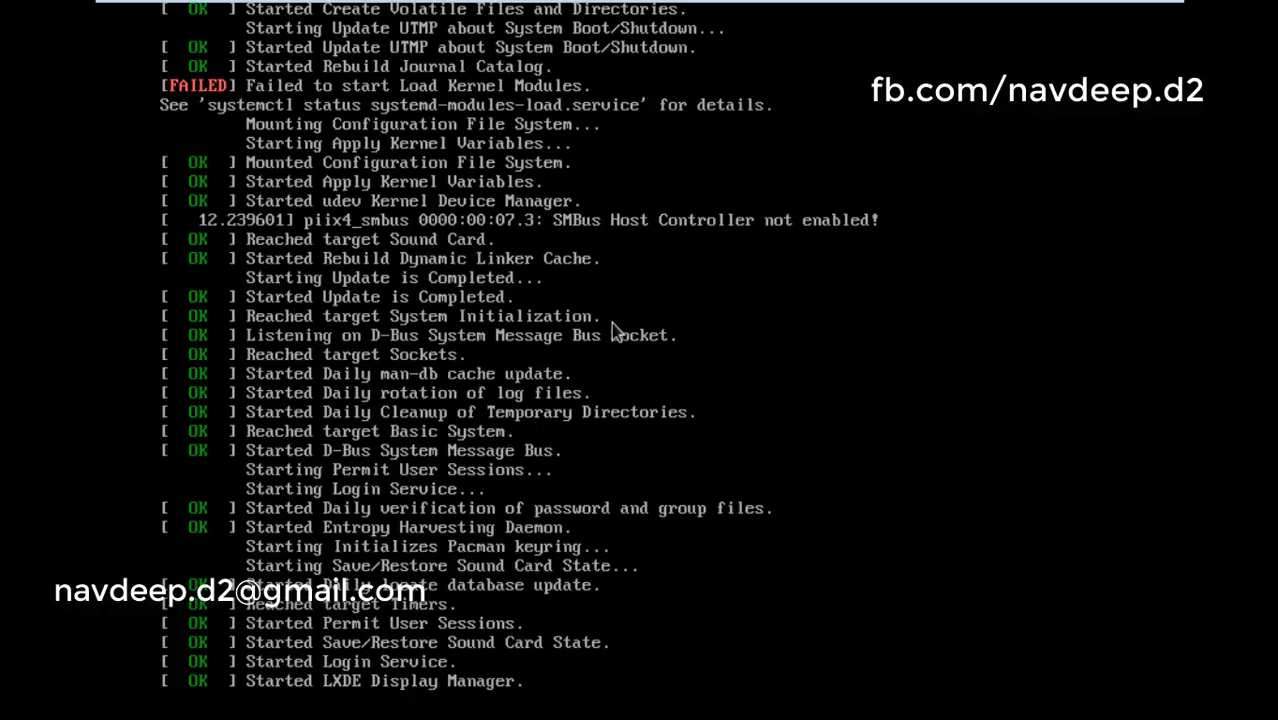 [  OK  ] Started Create Volatile Files and Directories.
Starting Update UTMP about System Boot/Shutdown...
[  OK  ] Started Update UTMP about System Boot/Shutdown.
[  OK  ] Started Rebuild Journal Catalog.
[FAILED] Failed to start Load Kernel Modules.
fb.com/navdeep.d2
See 'systemctl status systemd-modules-load.service' for details.
Mounting Configuration File System...
Starting Apply Kernel Variables...
[  OK  ] Mounted Configuration File System.
[  OK  ] Started Apply Kernel Variables.
[  OK  ] Started udev Kernel Device Manager.
[   12.239601] piix4_smbus 0000:00:07.3: SMBus Host Controller not enabled!
[  OK  ] Reached target Sound Card.
[  OK  ] Started Rebuild Dynamic Linker Cache.
Starting Update is Completed...
[  OK  ] Started Update is Completed.
[  OK  ] Reached target System Initialization.
[  OK  ] Listening on D-Bus System Message Bus Socket.
[  OK  ] Reached target Sockets.
[  OK  ] Started Daily man-db cache update.
[  OK  ] Started Daily rotation of log files.
[  OK  ] Started Daily Cleanup of Temporary Directories.
[  OK  ] Reached target Basic System.
[  OK  ] Started D-Bus System Message Bus.
Starting Permit User Sessions...
Starting Login Service...
[  OK  ] Started Daily verification of password and group files.
[  OK  ] Started Entropy Harvesting Daemon.
Starting Initializes Pacman keyring...
Starting Save/Restore Sound Card State...
[  OK  ] Started Daily locate database update.
navdeep.d2@gmail.com
[  OK  ] Reached target Timers.
[  OK  ] Started Permit User Sessions.
[  OK  ] Started Save/Restore Sound Card State.
[  OK  ] Started Login Service.
[  OK  ] Started LXDE Display Manager.